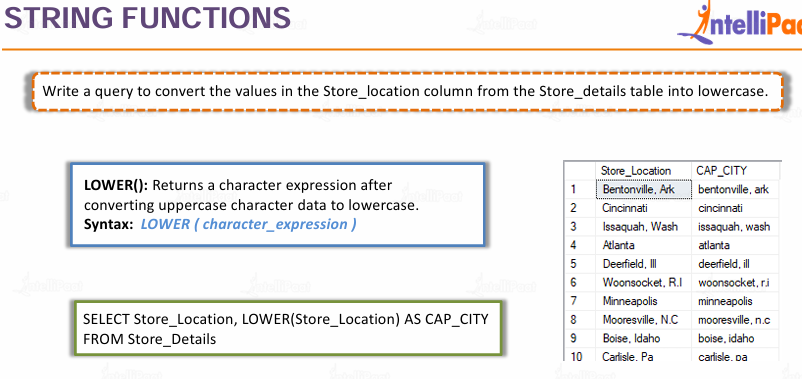 STRING FUNCTIONS
IntelliPaa
Write a query to convert the values in the Store_location column from the Store_details table into lowercase.
LOWER(): Returns a character expression after
converting uppercase character data to lowercase.
Syntax: LOWER ( character_expression )
SELECT Store_Location, LOWER(Store_Location) AS CAP_CITY
FROM Store_Details
Store_Location CAP_CITY
1 Bentonville, Ark bentonville, ark
2 Cincinnati cincinnati
3 Issaquah, Wash issaquah, wash
4 Atlanta atlanta
5 Deerfield, Ill deerfield, ill
6 Woonsocket, R.I woonsocket, r.i
7 Minneapolis minneapolis
8 Mooresville, N.C mooresville, n.c
9 Boise, Idaho boise, idaho
10 Carlisle, Pa carlisle, pa